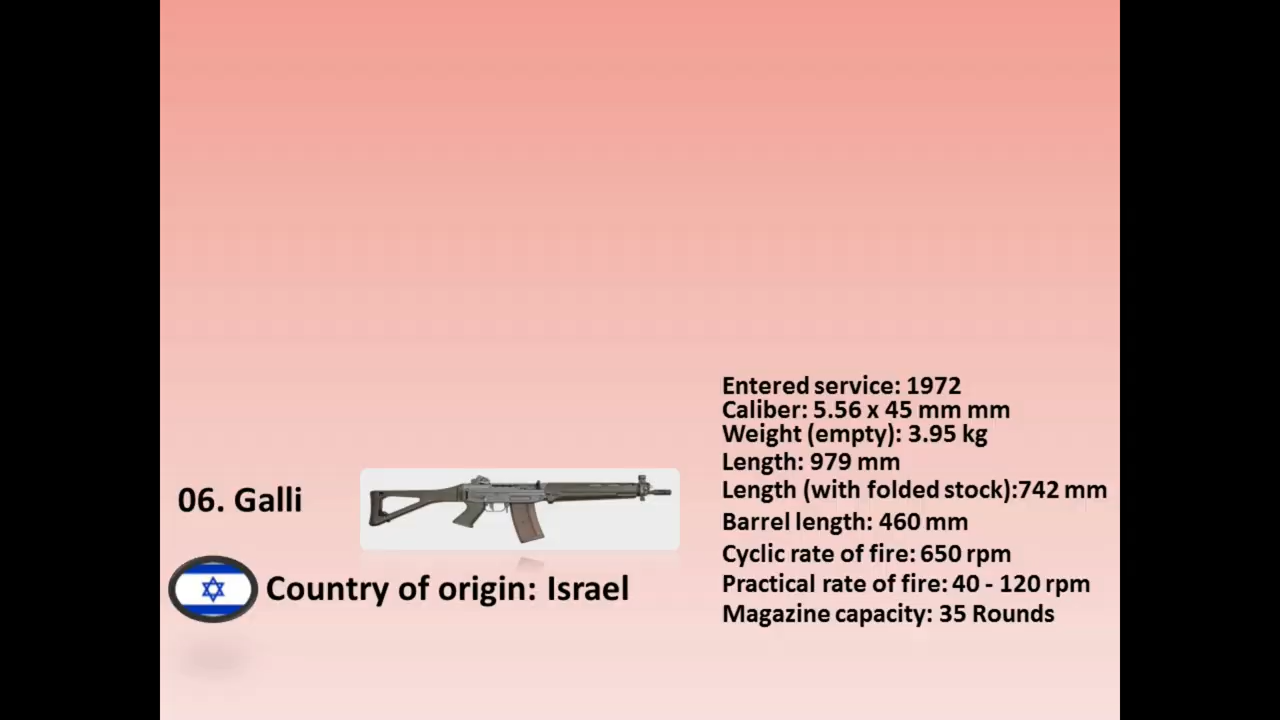 06. Galli
Country of origin: Israel
Entered service: 1972
Caliber: 5.56 x 45 mm mm
Weight (empty): 3.95 kg
Length: 979 mm
Length (with folded stock):742 mm
Barrel length: 460 mm
Cyclic rate of fire: 650 rpm
Practical rate of fire: 40 - 120 rpm
Magazine capacity: 35 Rounds